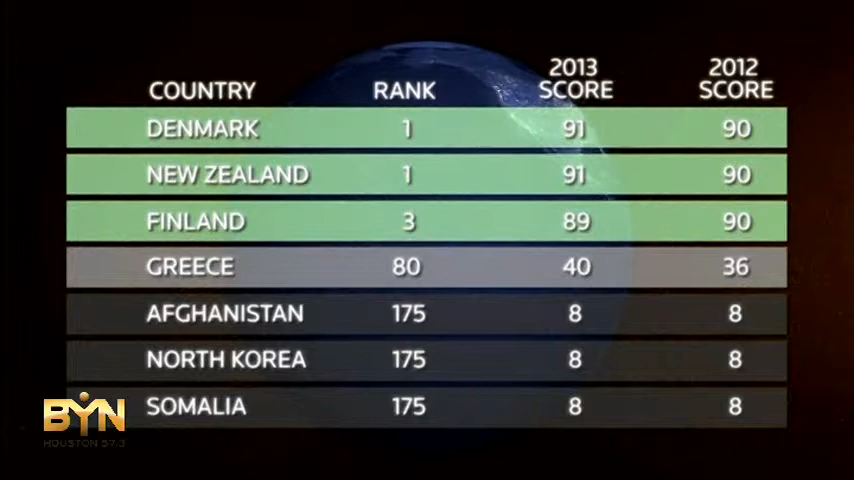 COUNTRY RANK 2013 SCORE 2012 SCORE
DENMARK 1 91 90
NEW ZEALAND 1 91 90
FINLAND 3 89 90
GREECE 80 40 36
AFGHANISTAN 175 8 8
NORTH KOREA 175 8 8
SOMALIA 175 8 8
BYN
HOUSTON 57.3